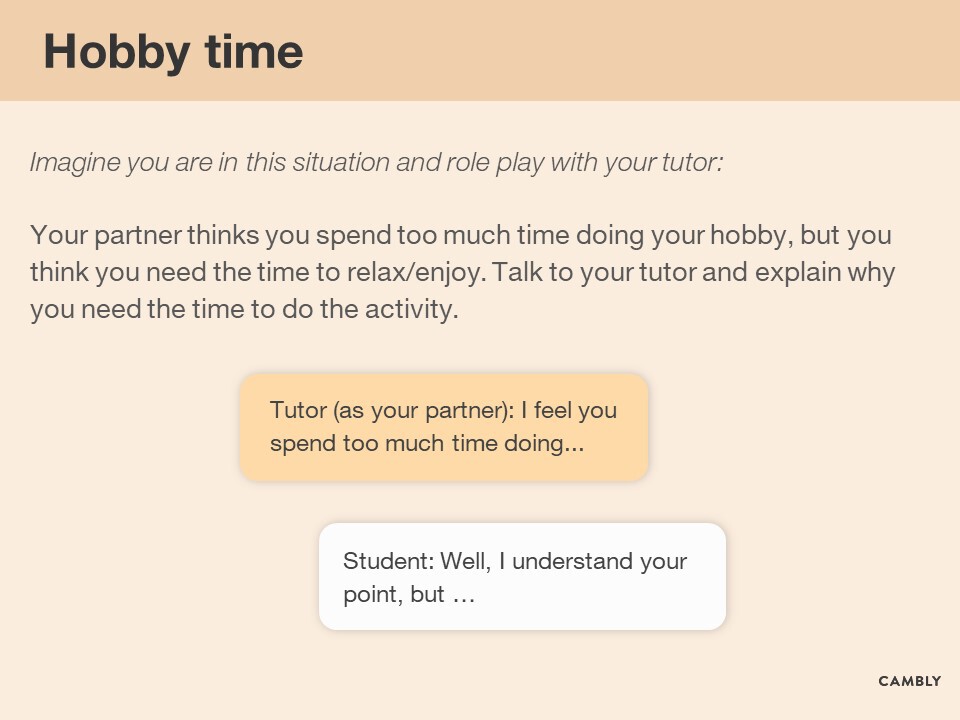 Hobby time
Imagine you are in this situation and role play with your tutor:
Your partner thinks you spend too much time doing your hobby, but you
think you need the time to relax/enjoy. Talk to your tutor and explain why
you need the time to do the activity.
Tutor (as your partner): I feel you
spend too much time doing...
Student: Well, I understand your
point, but …
CAMBLY